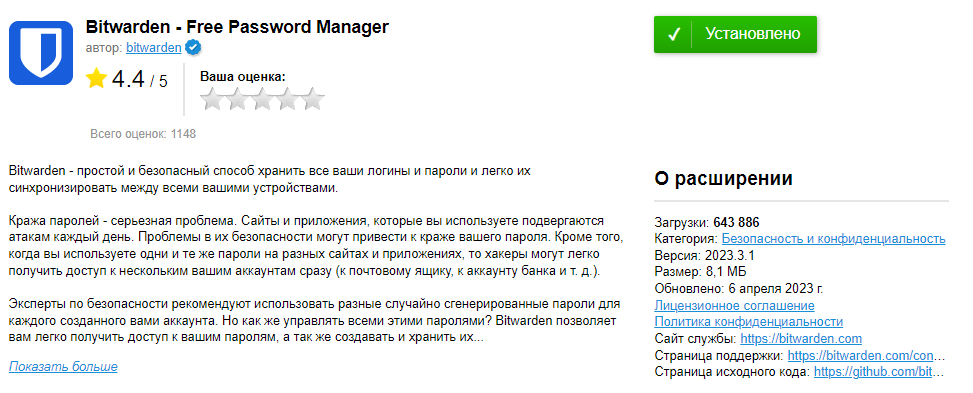 Bitwarden - Free Password Manager
автор: bitwarden
4.4 / 5
Ваша оценка:
Всего оценок: 1148
Установлено
Bitwarden - простой и безопасный способ хранить все ваши логины и пароли и легко их
синхронизировать между всеми вашими устройствами.
Кража паролей - серьезная проблема. Сайты и приложения, которые вы используете подвергаются
атакам каждый день. Проблемы в их безопасности могут привести к краже вашего пароля. Кроме того,
когда вы используете одни и те же пароли на разных сайтах и приложениях, то хакеры могут легко
получить доступ к нескольким вашим аккаунтам сразу (к почтовому ящику, к аккаунту банка и т. д.).
Эксперты по безопасности рекомендуют использовать разные случайно сгенерированные пароли для
каждого созданного вами аккаунта. Но как же управлять всеми этими паролями? Bitwarden позволяет
вам легко получить доступ к вашим паролям, а так же создавать и хранить их...
Показать больше
О расширении
Загрузки: 643 886
Категория: Безопасность и конфиденциальность
Версия: 2023.3.1
Размер: 8,1 МБ
Обновлено: 6 апреля 2023 г.
Лицензионное соглашение
Политика конфиденциальности
Сайт службы: https://bitwarden.com
Страница поддержки: https://bitwarden.com/con…
Страница исходного кода: https://github.com/bit…